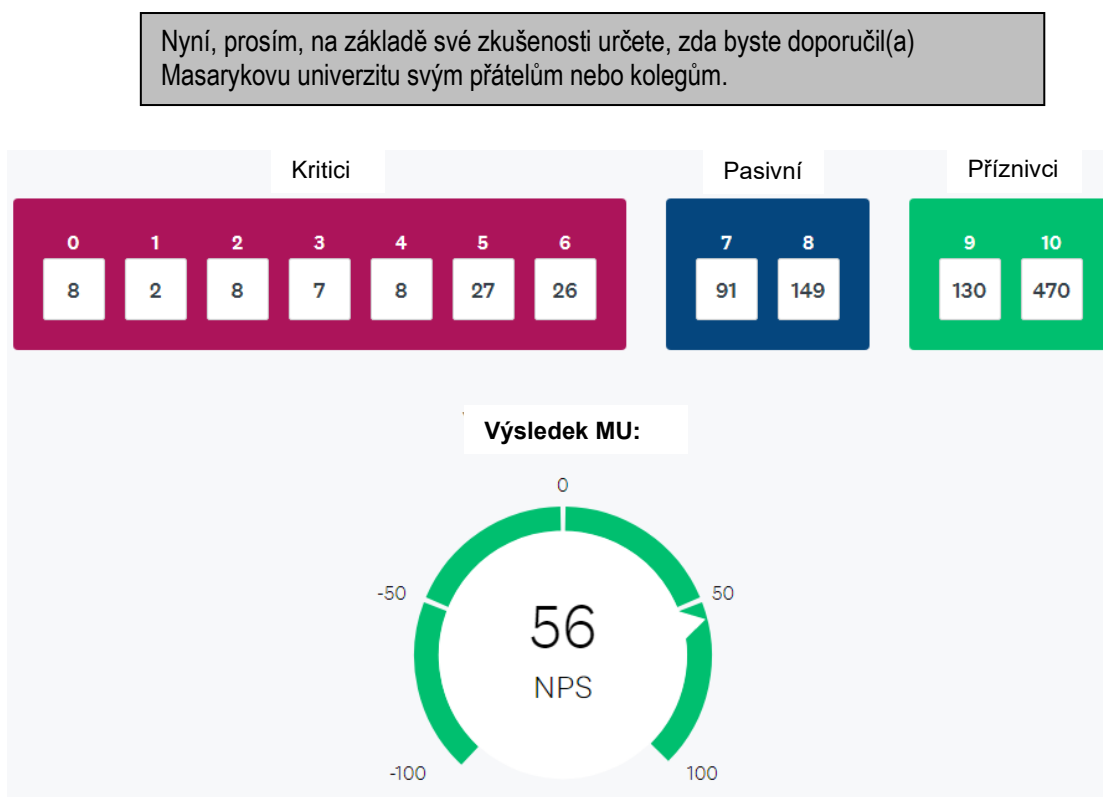 Nyní, prosím, na základě své zkušenosti určete, zda byste doporučil(a)
Masarykovu univerzitu svým přátelům nebo kolegům.
Kritici Pasivní Příznivci
0 1 2 3 4 5 6 7 8 9 10
8 2 8 7 8 27 26 91 149 130 470
Výsledek MU:
0
-50 50
56
NPS
-100 100